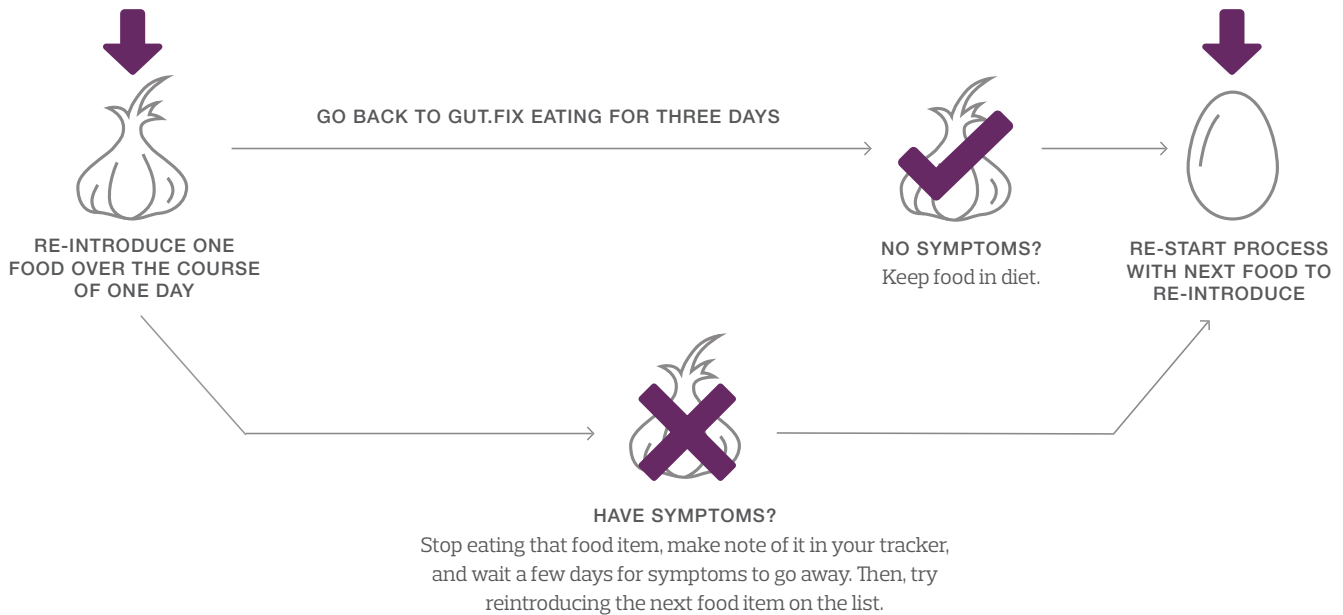 GO BACK TO GUT.FIX EATING FOR THREE DAYS
RE-INTRODUCE ONE
FOOD OVER THE COURSE
OF ONE DAY
NO SYMPTOMS?
Keep food in diet.
RE-START PROCESS
WITH NEXT FOOD TO
RE-INTRODUCE
HAVE SYMPTOMS?
Stop eating that food item, make note of it in your tracker,
and wait a few days for symptoms to go away. Then, try
reintroducing the next food item on the list.